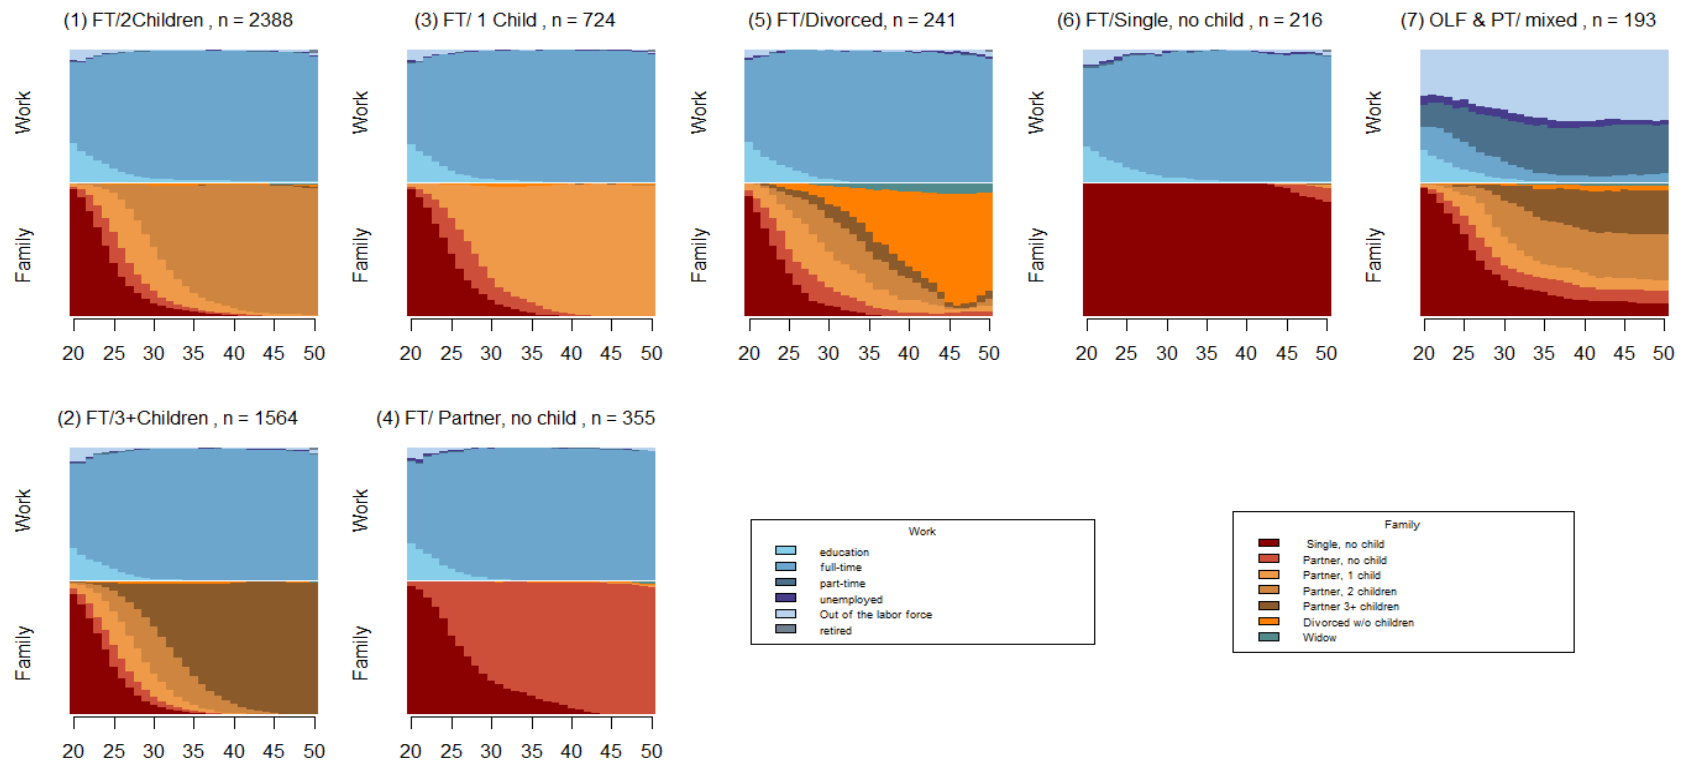 (1) FT/2Children , n = 2388
(3) FT/ 1 Child , n = 724
(5) FT/Divorced, n = 241
(6) FT/Single, no child , n = 216
(7) OLF & PT/ mixed , n = 193
Work
Work
Work
Work
Work
Family
Family
Family
Family
Family
20 25 30 35 40 45 50
20 25 30 35 40 45 50
20 25 30 35 40 45 50
20 25 30 35 40 45 50
20 25 30 35 40 45 50
(2) FT/3+Children , n = 1564
(4) FT/ Partner, no child , n = 355
Work
Work
Family
Family
20 25 30 35 40 45 50
20 25 30 35 40 45 50
Work
education
full-time
part-time
unemployed
Out of the labor force
retired
Family
Single, no child
Partner, no child
Partner, 1 child
Partner, 2 children
Partner 3+ children
Divorced w/o children
Widow